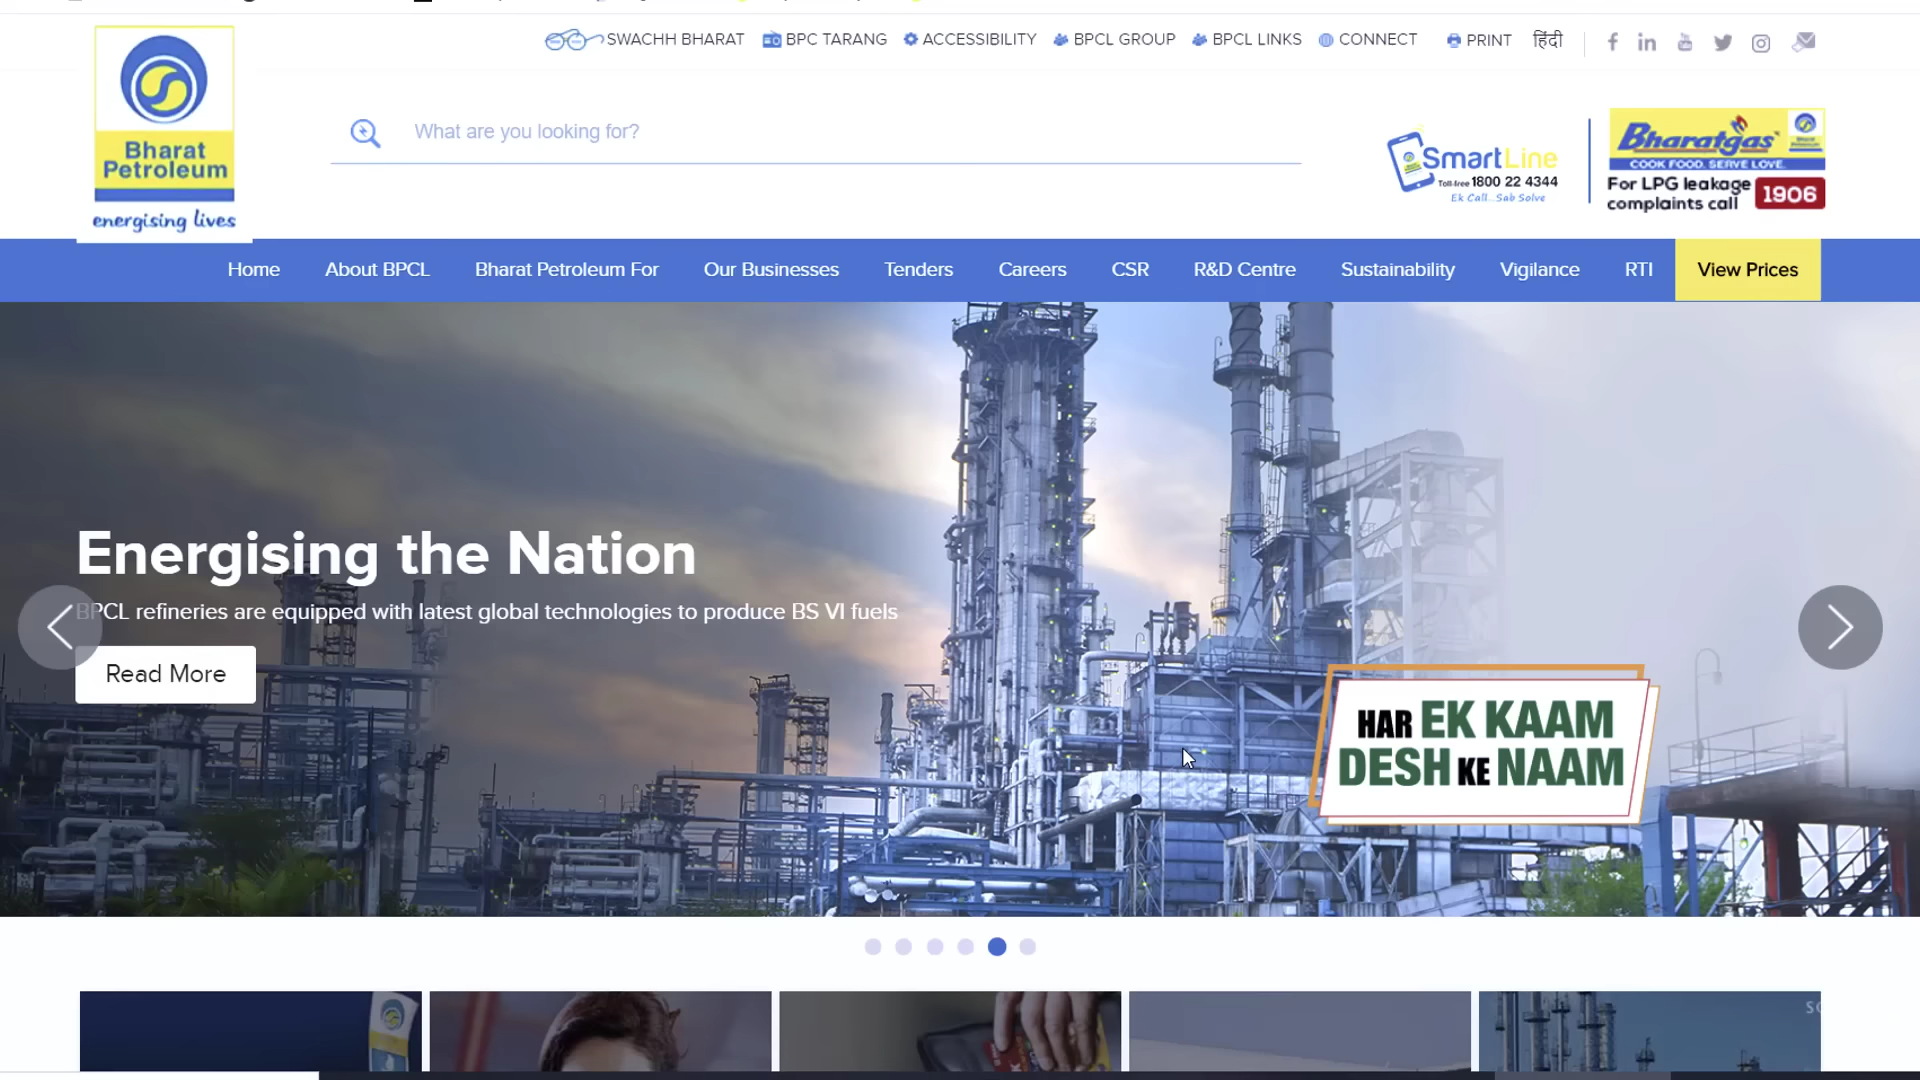 SWACHH BHARAT BPC TARANG ACCESSIBILITY BPCL GROUP BPCL LINKS CONNECT PRINT हिंदी
Bharat
Petroleum
energising lives
What are you looking for?
SmartLine
Toll-free 1800 22 4344
Ek Call...Sab Solve
Bharatgas
COOK FOOD. SERVE LOVE.
For LPG leakage
complaints call 1906
Home About BPCL Bharat Petroleum For Our Businesses Tenders Careers CSR R&D Centre Sustainability Vigilance RTI View Prices
Energising the Nation
BPCL refineries are equipped with latest global technologies to produce BS VI fuels
Read More
HAR EK KAAM
DESH KE NAAM